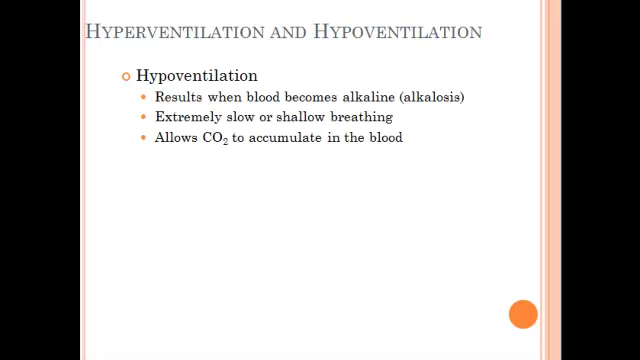 HYPERVENTILATION AND HYPOVENTILATION
Hypoventilation
Results when blood becomes alkaline (alkalosis)
Extremely slow or shallow breathing
Allows CO₂ to accumulate in the blood